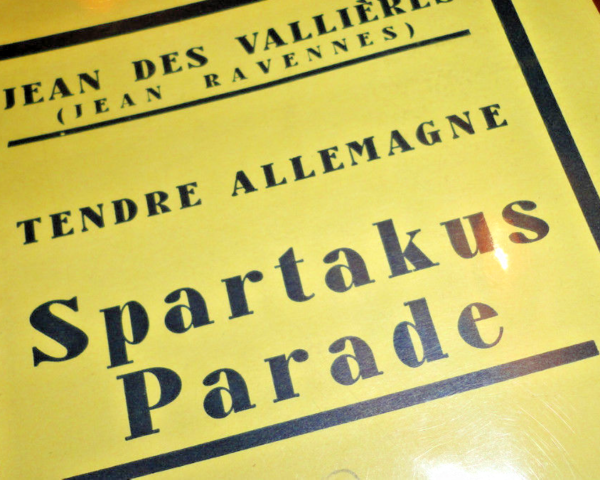 JEAN DES VALLIÈRES
(JEAN RAVENNES)
TENDRE ALLEMAGNE
Spartakus
Parade